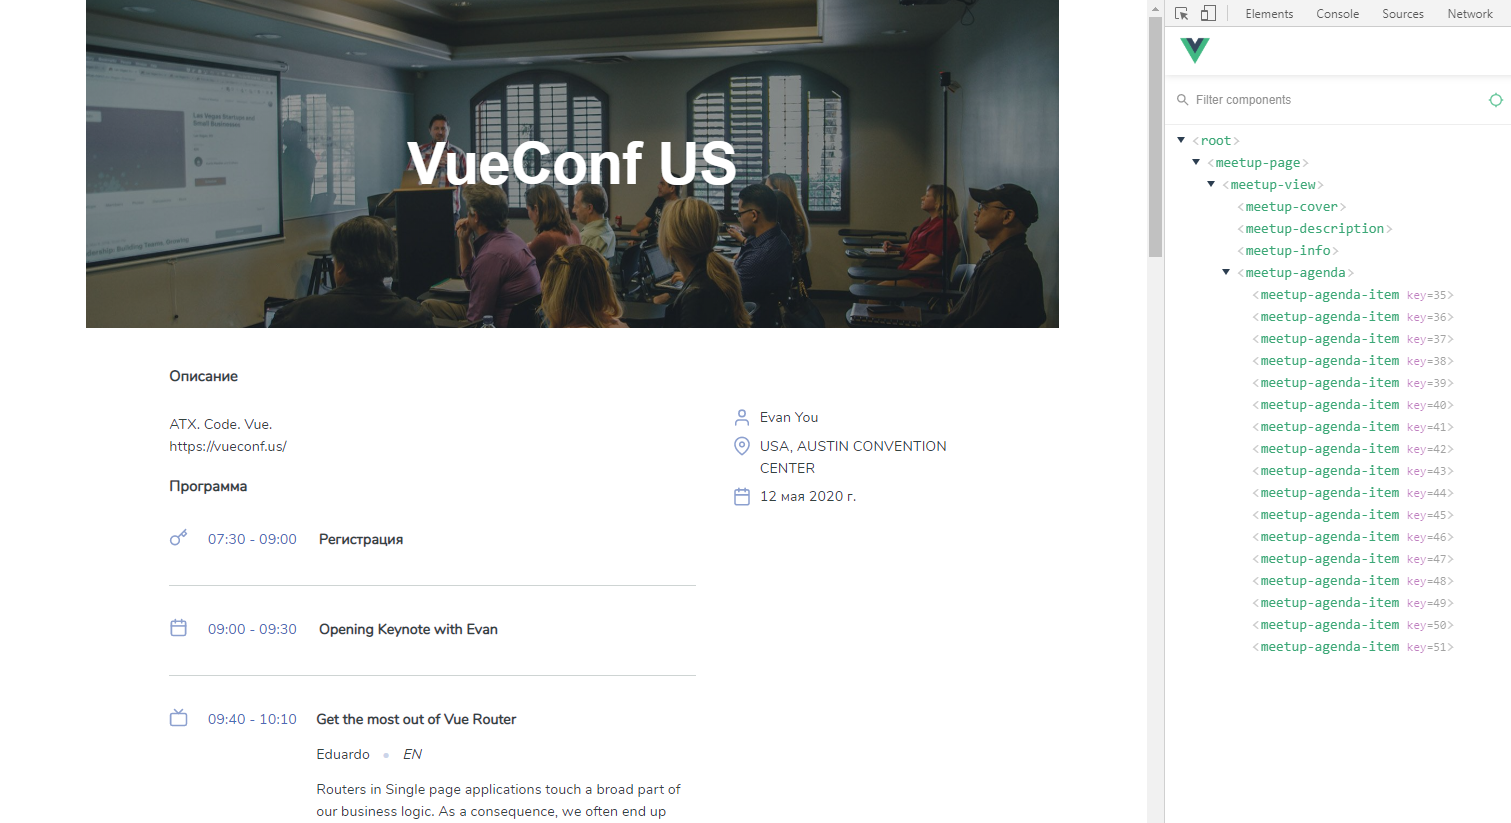 VueConf US
Las Vegas Startups and
Small Ecosystems
Описание
ATX. Code. Vue.
https://vueconf.us/
Программа
07:30 - 09:00 Регистрация
09:00 - 09:30 Opening Keynote with Evan
09:40 - 10:10 Get the most out of Vue Router
Eduardo EN
Routers in Single page applications touch a broad part of
our business logic. As a consequence, we often end up
Evan You
USA, AUSTIN CONVENTION
CENTER
12 мая 2020 г.
Elements Console Sources Network
Filter components
<root>
<meetup-page>
<meetup-view>
<meetup-cover>
<meetup-description>
<meetup-info>
<meetup-agenda>
<meetup-agenda-item key=35>
<meetup-agenda-item key=36>
<meetup-agenda-item key=37>
<meetup-agenda-item key=38>
<meetup-agenda-item key=39>
<meetup-agenda-item key=40>
<meetup-agenda-item key=41>
<meetup-agenda-item key=42>
<meetup-agenda-item key=43>
<meetup-agenda-item key=44>
<meetup-agenda-item key=45>
<meetup-agenda-item key=46>
<meetup-agenda-item key=47>
<meetup-agenda-item key=48>
<meetup-agenda-item key=49>
<meetup-agenda-item key=50>
<meetup-agenda-item key=51>